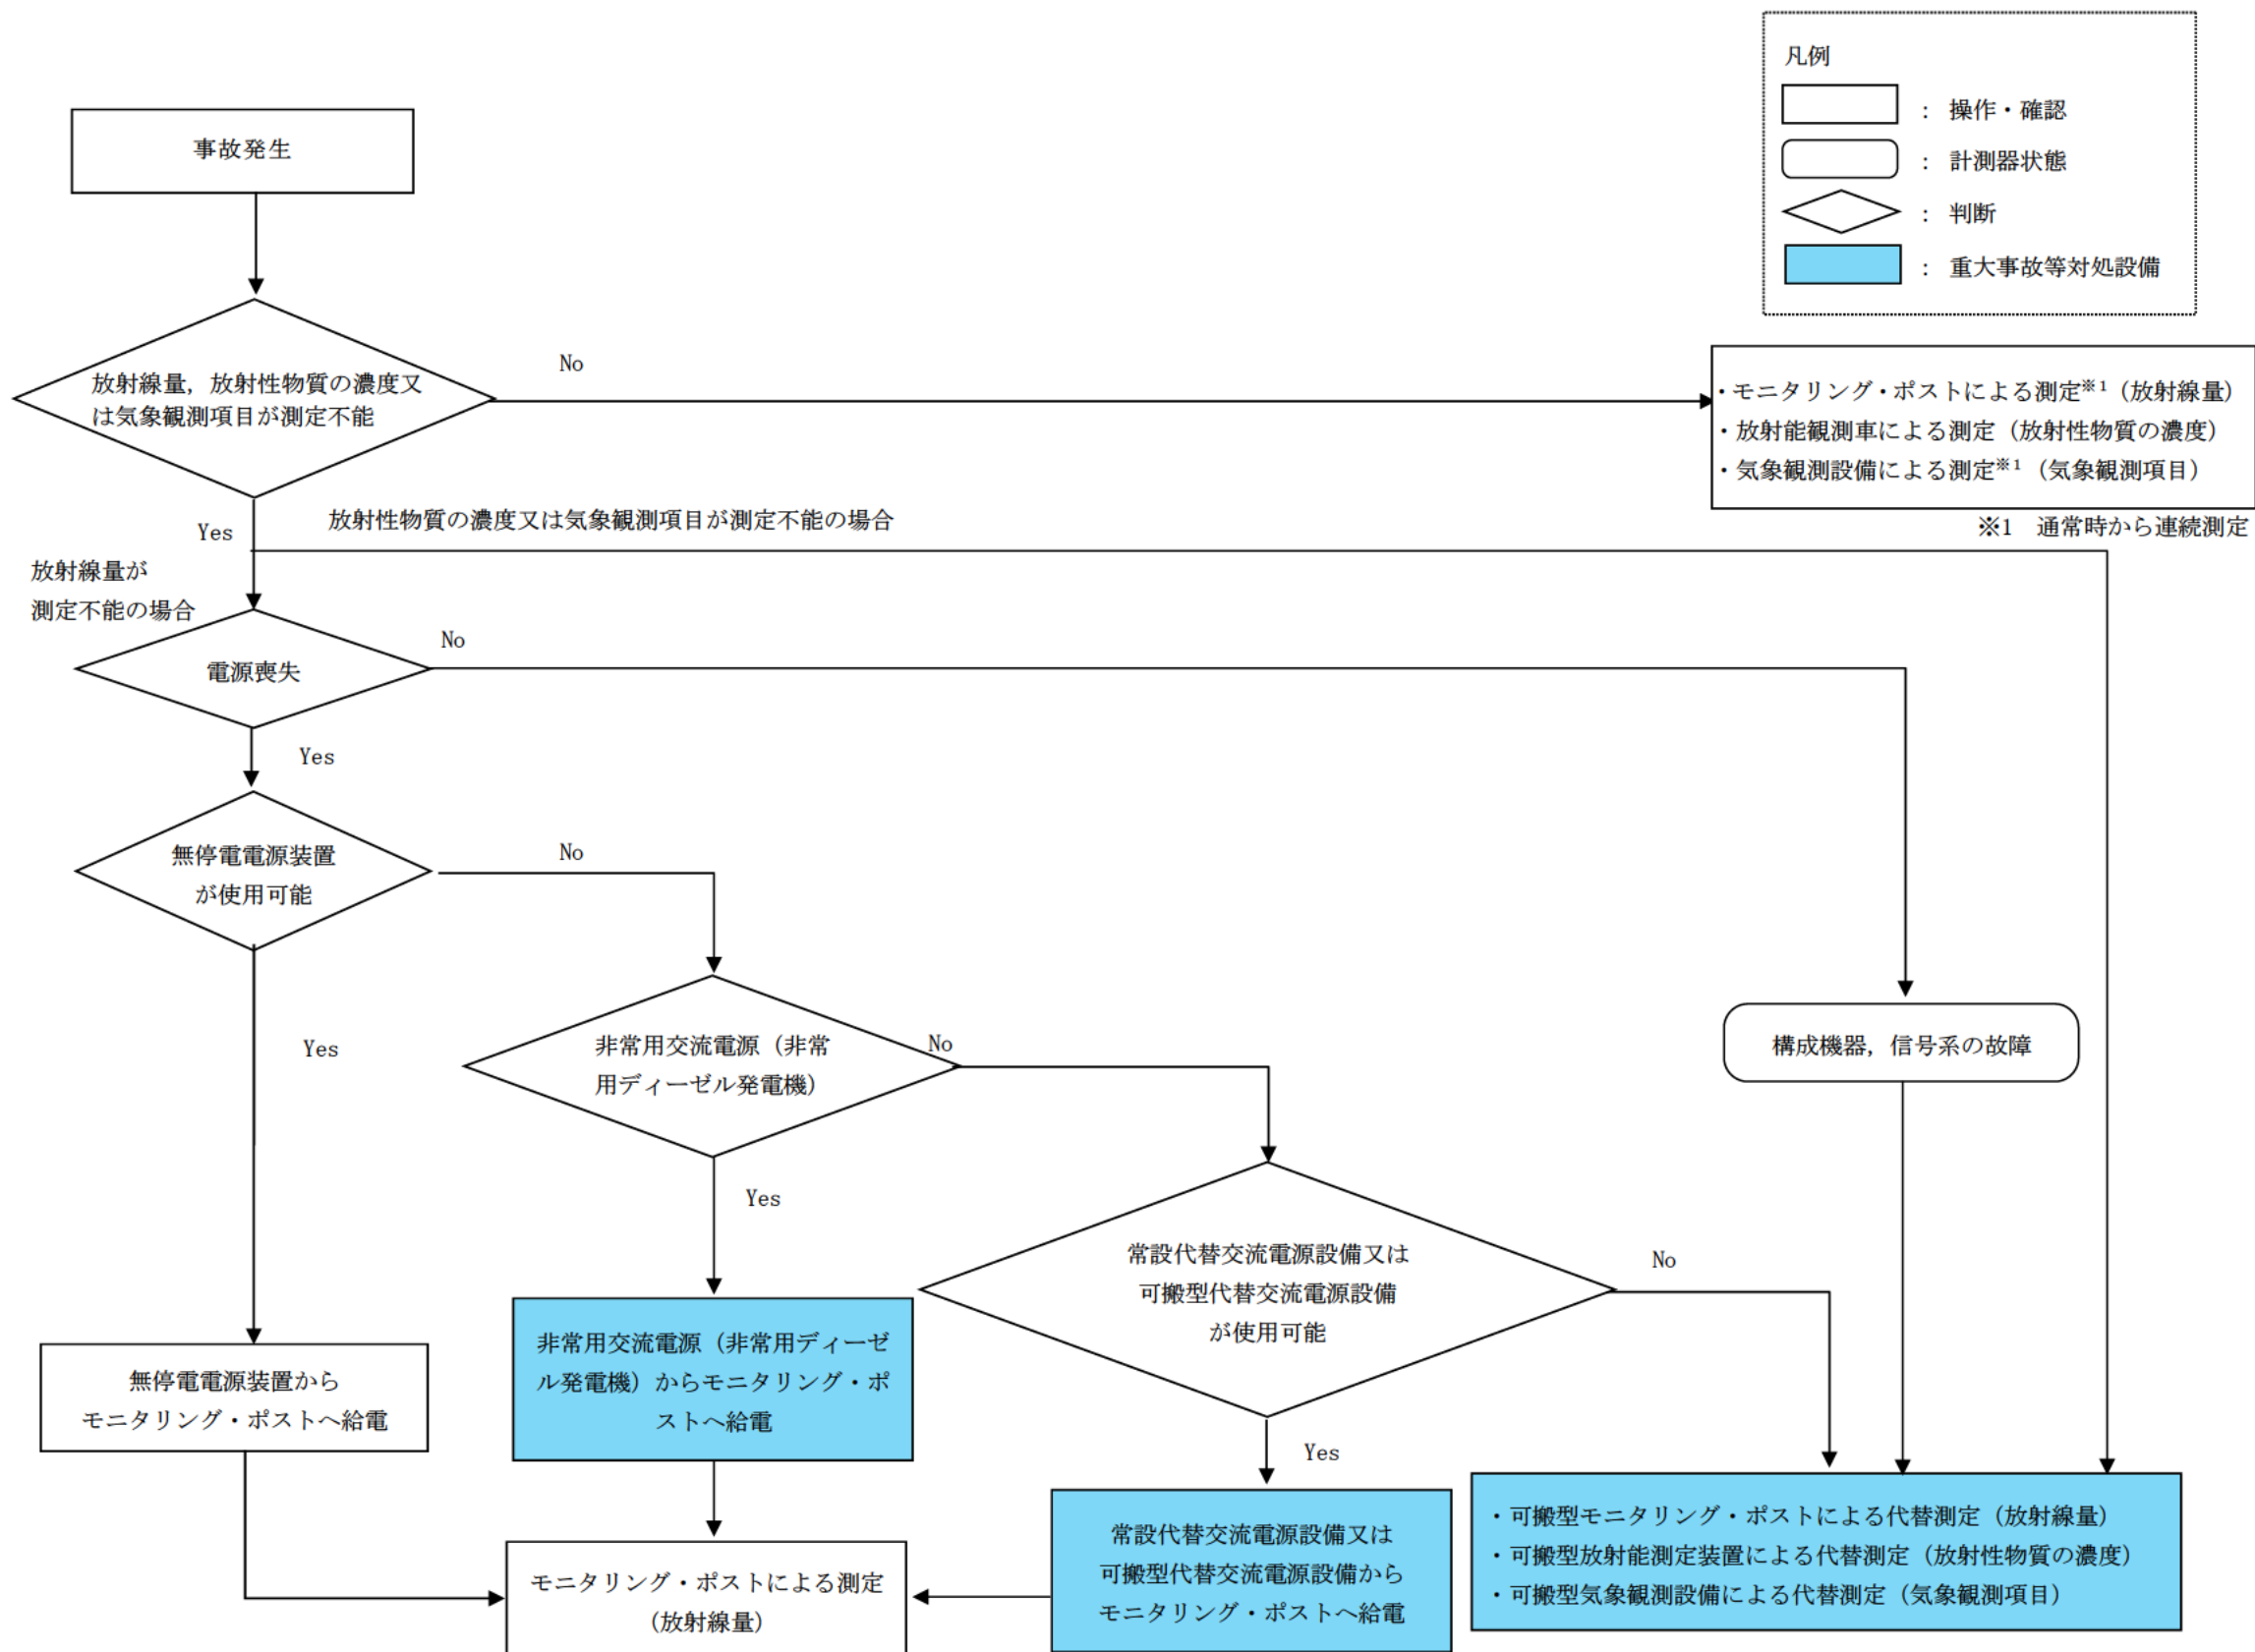 凡例
： 操作・確認
： 計測器状態
： 判断
： 重大事故等対処設備
事故発生
放射線量，放射性物質の濃度又
は気象観測項目が測定不能
No
・モニタリング・ポストによる測定※1（放射線量）
・放射能観測車による測定（放射性物質の濃度）
・気象観測設備による測定※1（気象観測項目）
※1　通常時から連続測定
Yes
放射性物質の濃度又は気象観測項目が測定不能の場合
放射線量が
測定不能の場合
電源喪失
No
Yes
無停電電源装置
が使用可能
No
Yes
非常用交流電源（非常
用ディーゼル発電機）
No
Yes
構成機器，信号系の故障
常設代替交流電源設備又は
可搬型代替交流電源設備
が使用可能
No
Yes
無停電電源装置から
モニタリング・ポストへ給電
非常用交流電源（非常用ディーゼ
ル発電機）からモニタリング・ポ
ストへ給電
常設代替交流電源設備又は
可搬型代替交流電源設備から
モニタリング・ポストへ給電
モニタリング・ポストによる測定
（放射線量）
・可搬型モニタリング・ポストによる代替測定（放射線量）
・可搬型放射能測定装置による代替測定（放射性物質の濃度）
・可搬型気象観測設備による代替測定（気象観測項目）